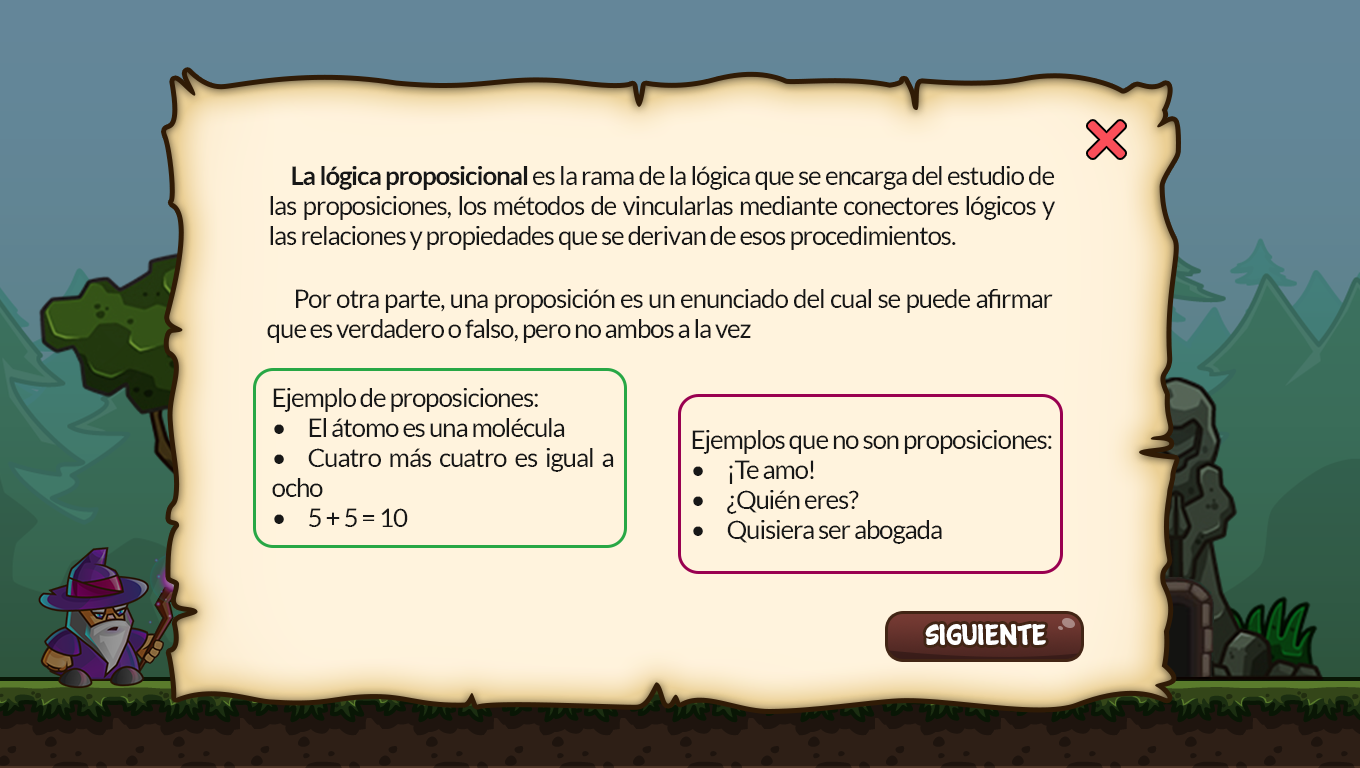 La lógica proposicional es la rama de la lógica que se encarga del estudio de
las proposiciones, los métodos de vincularlas mediante conectores lógicos y
las relaciones y propiedades que se derivan de esos procedimientos.
Por otra parte, una proposición es un enunciado del cual se puede afirmar
que es verdadero o falso, pero no ambos a la vez
Ejemplo de proposiciones:
• El átomo es una molécula
• Cuatro más cuatro es igual a
ocho
• 5 + 5 = 10
Ejemplos que no son proposiciones:
• ¡Te amo!
• ¿Quién eres?
• Quisiera ser abogada
SIGUIENTE